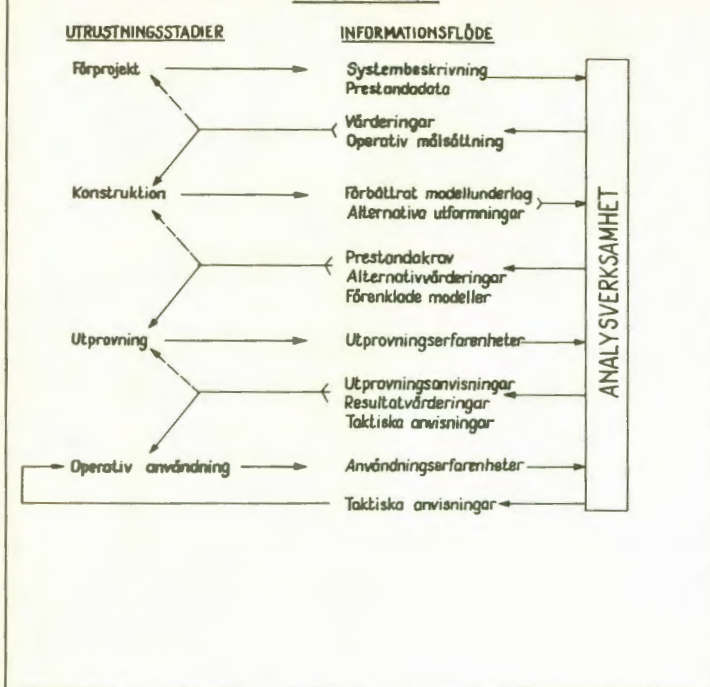 UTRUSTNINGSSTADIER INFORMATIONSFLÖDE
Förprojekt Systembeskrivning
Prestandadata
Värderingar
Operativ målsättning
Konstruktion Förbättrat modellunderlag
Alternativa utformningar
Prestandakrav
Alternativvärderingar
Förenklade modeller
Utprovning Utprovningserfarenheter
Utprovningsanvisningar
Resultatvärderingar
Taktiska anvisningar
Operativ användning Användningserfarenheter
Taktiska anvisningar
ANALYSVERKSAMHET